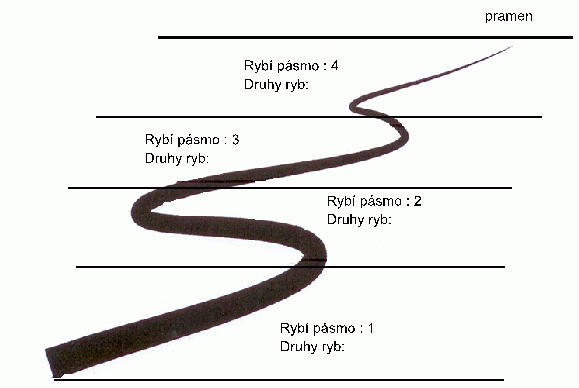 pramen
Rybí pásmo : 4
Druhy ryb:
Rybí pásmo : 3
Druhy ryb:
Rybí pásmo : 2
Druhy ryb:
Rybí pásmo : 1
Druhy ryb: